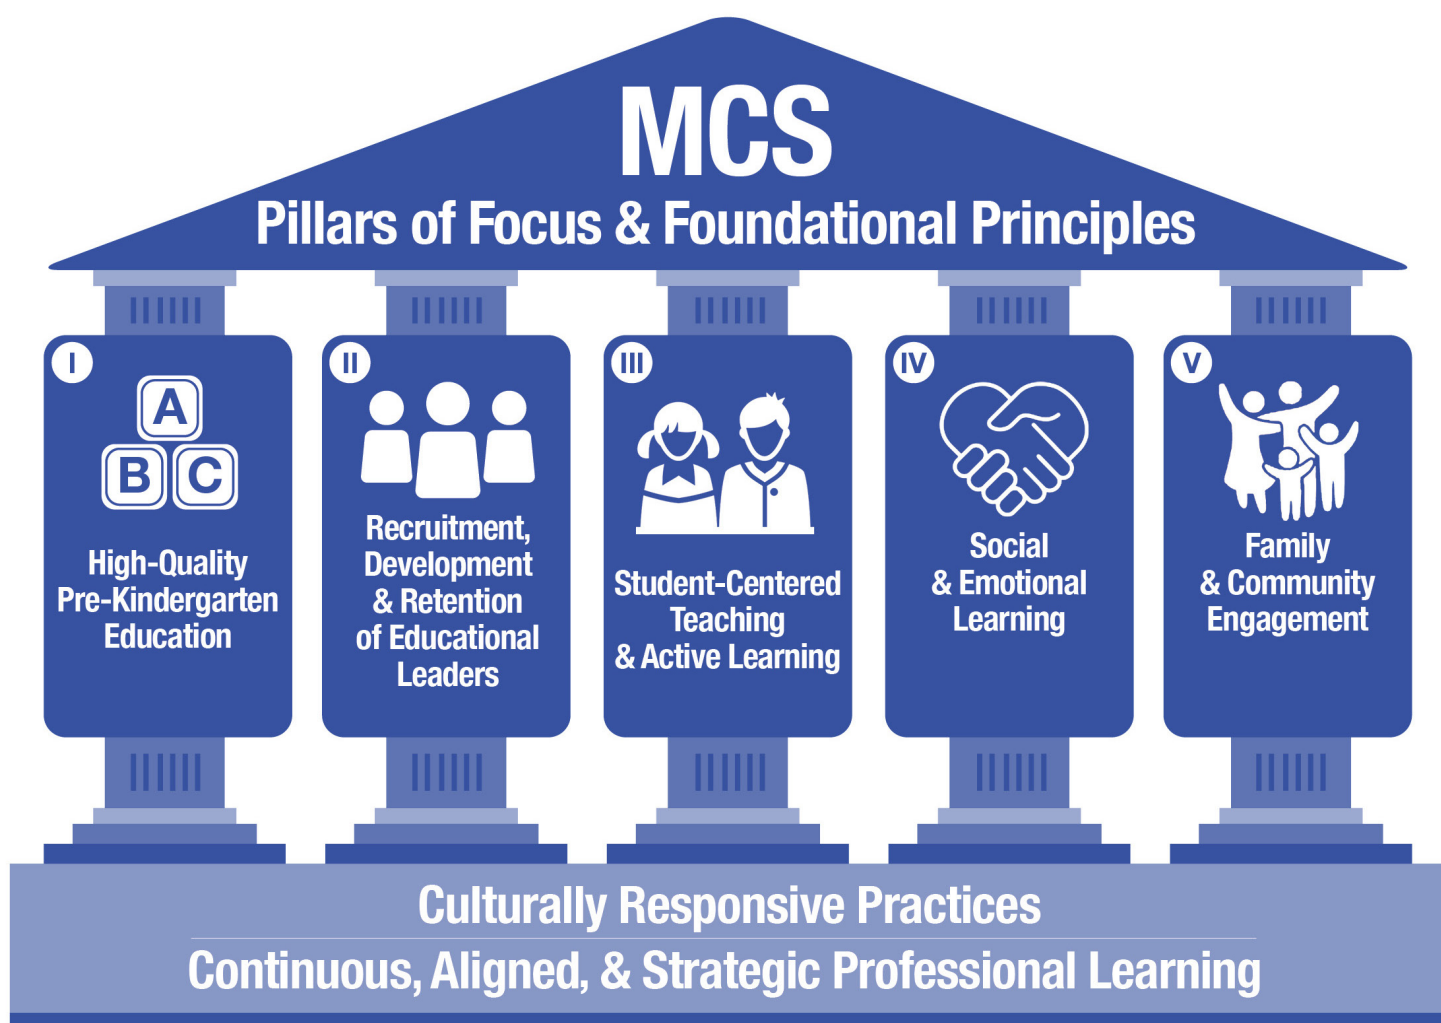 MCS
Pillars of Focus & Foundational Principles
I
A
B C
High-Quality
Pre-Kindergarten
Education
II
Recruitment,
Development
& Retention
of Educational
Leaders
III
Student-Centered
Teaching
& Active Learning
IV
Social
& Emotional
Learning
V
Family
& Community
Engagement
Culturally Responsive Practices
Continuous, Aligned, & Strategic Professional Learning